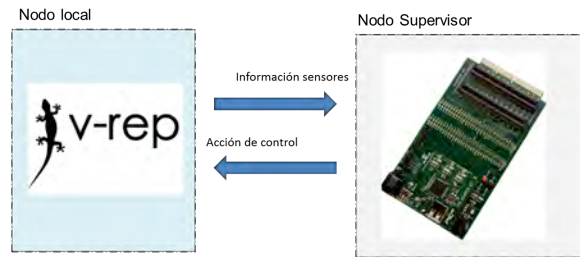 Nodo local
Nodo Supervisor
Información sensores
v-rep
Acción de control